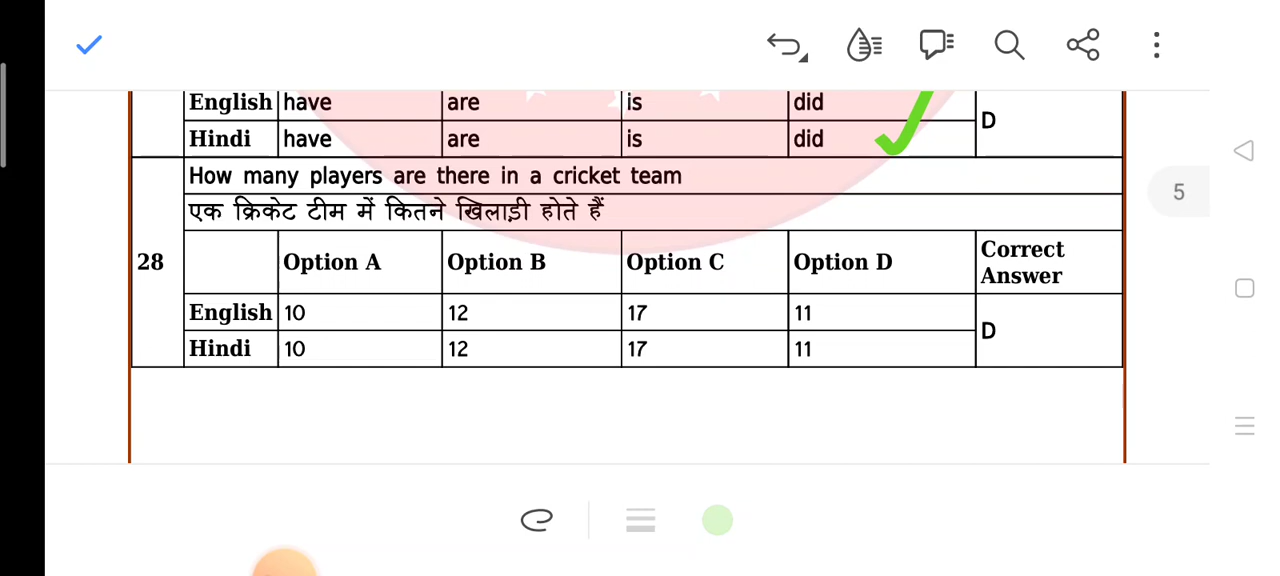 5
English have are is did D
Hindi have are is did
How many players are there in a cricket team
एक क्रिकेट टीम में कितने खिलाड़ी होते हैं
28 Option A Option B Option C Option D Correct Answer
English 10 12 17 11 D
Hindi 10 12 17 11